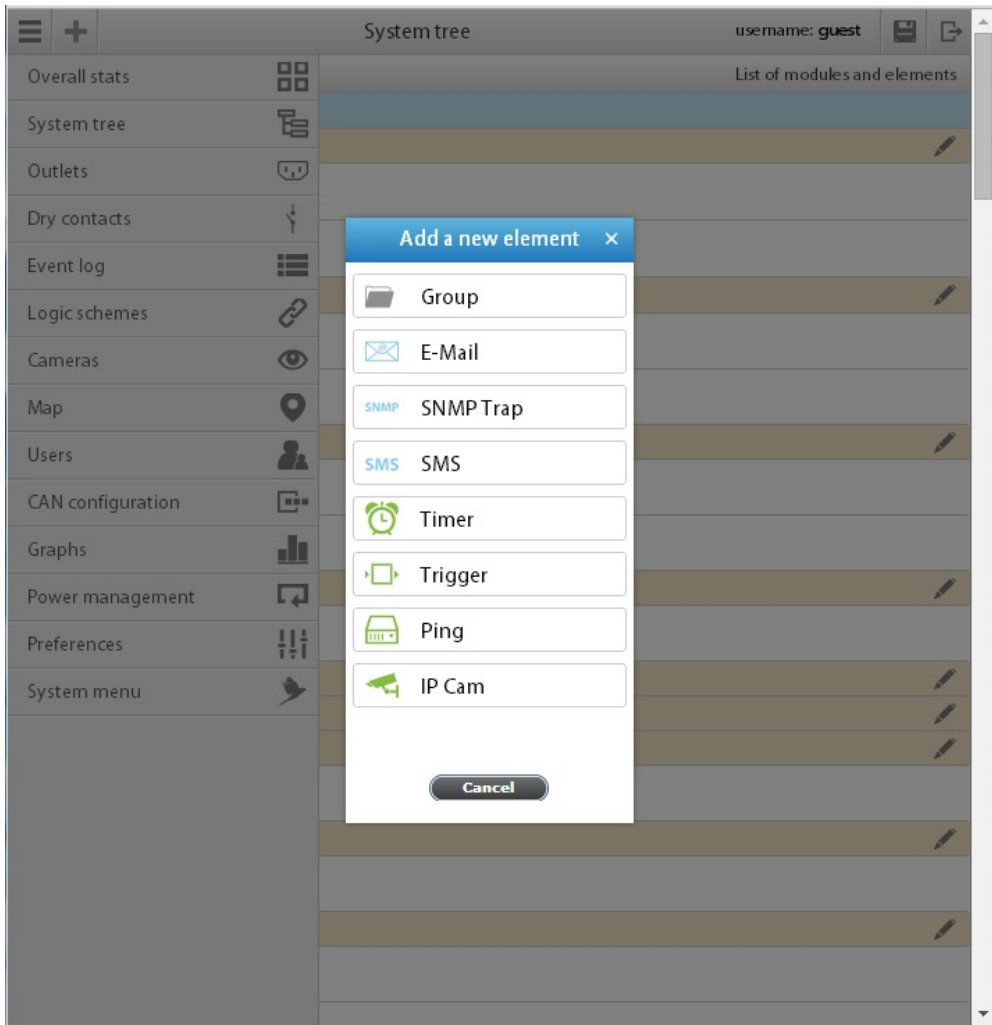 System tree
username: guest
List of modules and elements
Overall stats
System tree
Outlets
Dry contacts
Event log
Logic schemes
Cameras
Map
Users
CAN configuration
Graphs
Power management
Preferences
System menu
Add a new element ×
Group
E-Mail
SNMP SNMP Trap
SMS SMS
Timer
Trigger
Ping
IP Cam
Cancel